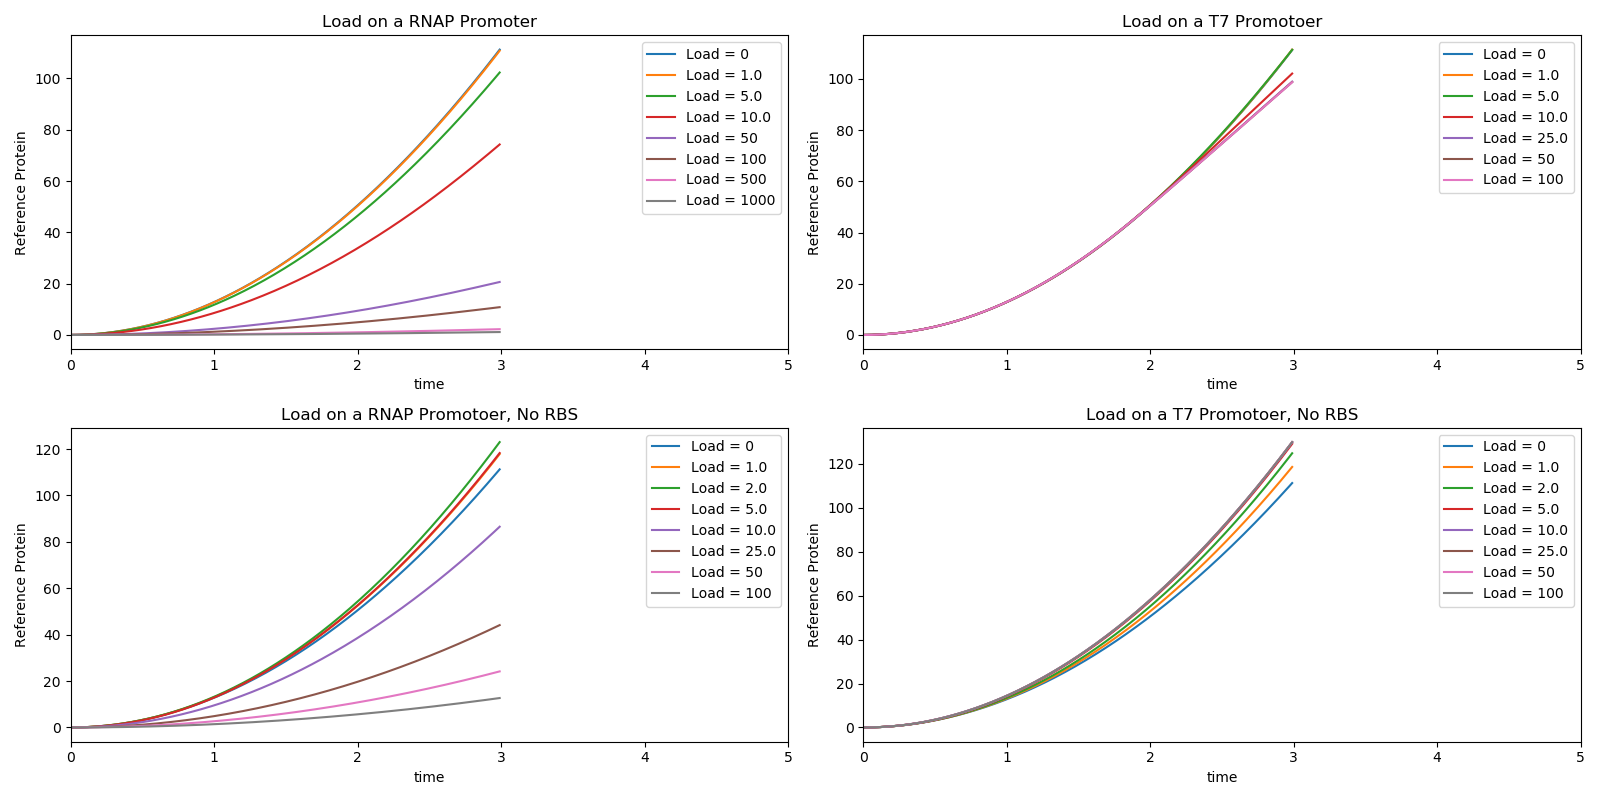 Load on a RNAP Promoter
Reference Protein
100
80
60
40
20
0
0 1 2 3 4 5
time
Load = 0
Load = 1.0
Load = 5.0
Load = 10.0
Load = 50
Load = 100
Load = 500
Load = 1000
Load on a T7 Promotoer
Reference Protein
100
80
60
40
20
0
0 1 2 3 4 5
time
Load = 0
Load = 1.0
Load = 5.0
Load = 10.0
Load = 25.0
Load = 50
Load = 100
Load on a RNAP Promotoer, No RBS
Reference Protein
120
100
80
60
40
20
0
0 1 2 3 4 5
time
Load = 0
Load = 1.0
Load = 2.0
Load = 5.0
Load = 10.0
Load = 25.0
Load = 50
Load = 100
Load on a T7 Promotoer, No RBS
Reference Protein
120
100
80
60
40
20
0
0 1 2 3 4 5
time
Load = 0
Load = 1.0
Load = 2.0
Load = 5.0
Load = 10.0
Load = 25.0
Load = 50
Load = 100